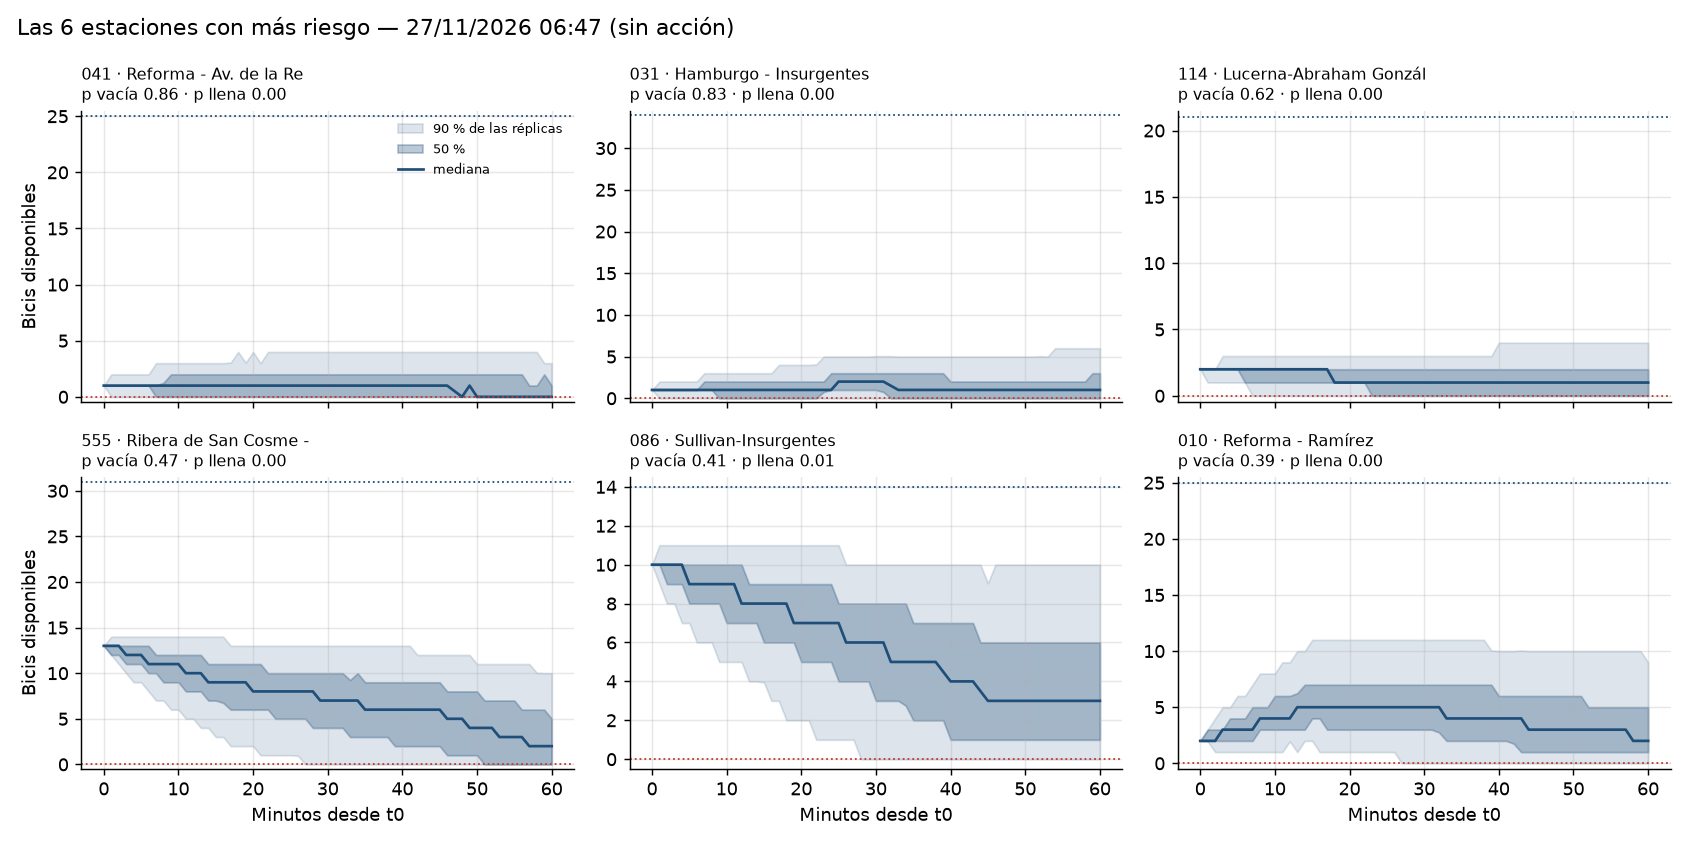 Las 6 estaciones con más riesgo — 27/11/2026 06:47 (sin acción)
041 · Reforma - Av. de la Re
p vacía 0.86 · p llena 0.00
25
20
15
10
5
0
Bicis disponibles
90 % de las réplicas
50 %
mediana
031 · Hamburgo - Insurgentes
p vacía 0.83 · p llena 0.00
30
25
20
15
10
5
0
114 · Lucerna-Abraham Gonzál
p vacía 0.62 · p llena 0.00
20
15
10
5
0
555 · Ribera de San Cosme -
p vacía 0.47 · p llena 0.00
30
25
20
15
10
5
0
Bicis disponibles
0 10 20 30 40 50 60
Minutos desde t0
086 · Sullivan-Insurgentes
p vacía 0.41 · p llena 0.01
14
12
10
8
6
4
2
0
0 10 20 30 40 50 60
Minutos desde t0
010 · Reforma - Ramírez
p vacía 0.39 · p llena 0.00
25
20
15
10
5
0
0 10 20 30 40 50 60
Minutos desde t0